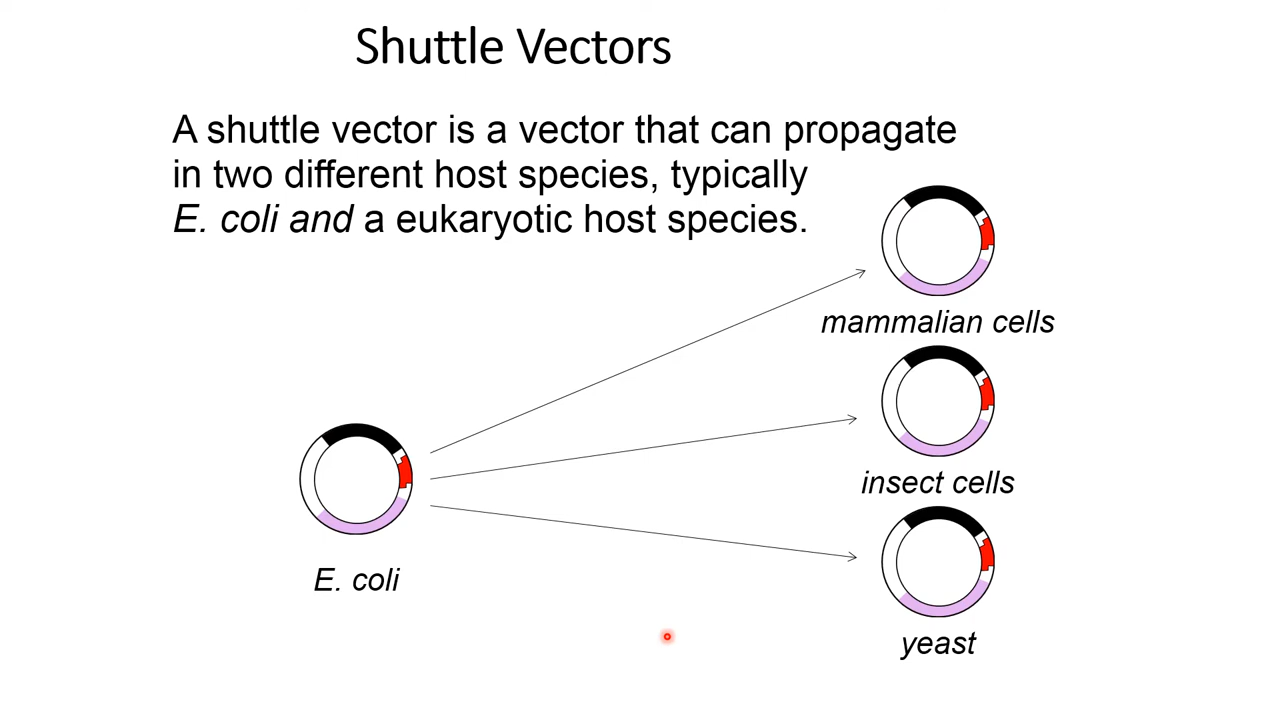 Shuttle Vectors
A shuttle vector is a vector that can propagate
in two different host species, typically
E. coli and a eukaryotic host species.
mammalian cells
insect cells
E. coli
yeast